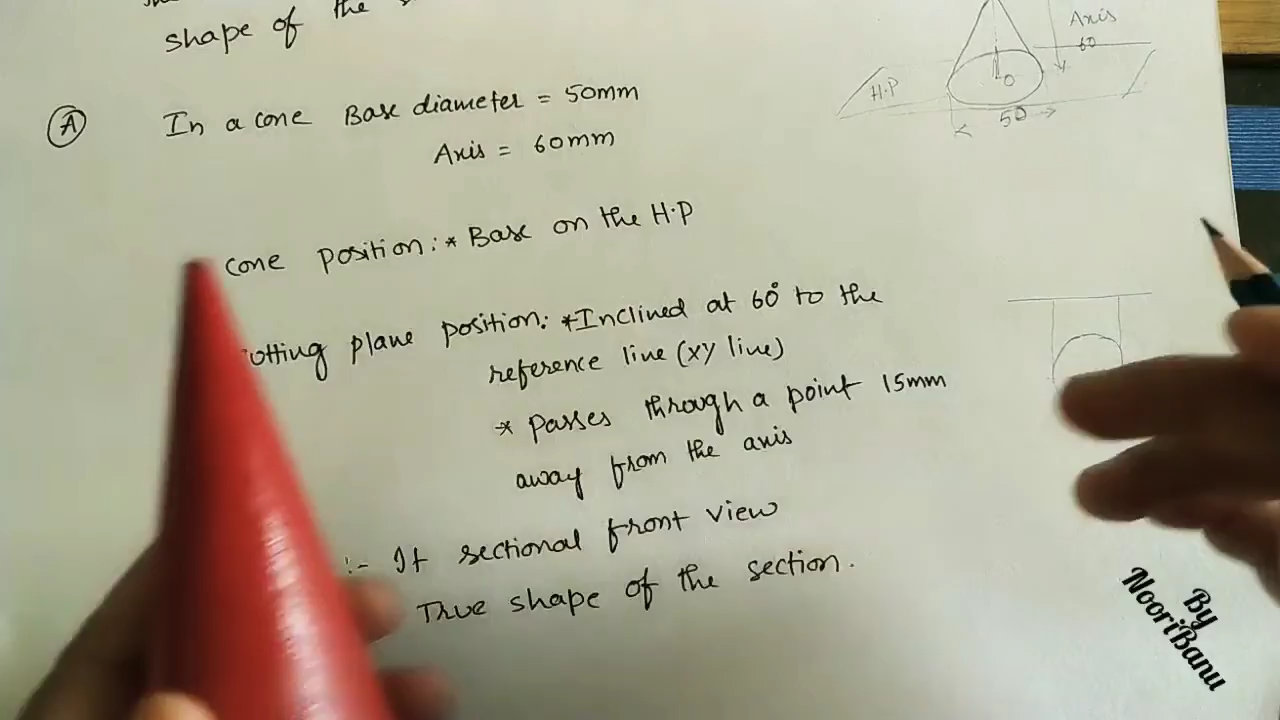 shape of the
Axis
60
H.P
O
50
A
In a cone Base diameter = 50mm
Axis = 60mm
cone position: * Base on the H.P
plane position: * Inclined at 60° to the
reference line (xy line)
* passes through a point 15mm
away from the axis
:- It sectional front view
True shape of the section.
By
NooriBanu